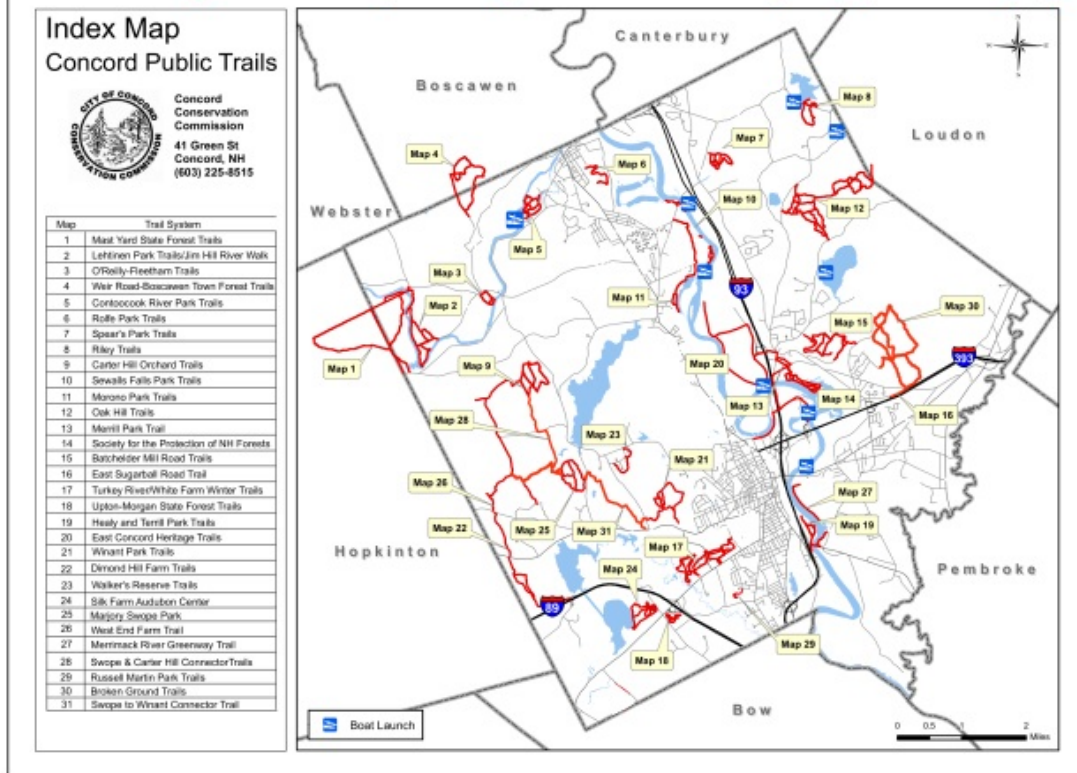 Index Map
Concord Public Trails
CITY OF CONCORD
CONSERVATION COMMISSION
Concord
Conservation
Commission
41 Green St
Concord, NH
(603) 225-8515
Map Trail System
1 Mast Yard State Forest Trails
2 Lehtinen Park Trails/Jim Hill River Walk
3 O'Reilly-Fleetham Trails
4 Weir Road-Boscawen Town Forest Trails
5 Contoocook River Park Trails
6 Rolfe Park Trails
7 Spear's Park Trails
8 Riley Trails
9 Carter Hill Orchard Trails
10 Sewalls Falls Park Trails
11 Morono Park Trails
12 Oak Hill Trails
13 Merrill Park Trail
14 Society for the Protection of NH Forests
15 Batchelder Mill Road Trails
16 East Sugarball Road Trail
17 Turkey River/White Farm Winter Trails
18 Upton-Morgan State Forest Trails
19 Healy and Terrill Park Trails
20 East Concord Heritage Trails
21 Winant Park Trails
22 Dimond Hill Farm Trails
23 Walker's Reserve Trails
24 Silk Farm Audubon Center
25 Marjory Swope Park
26 West End Farm Trail
27 Merrimack River Greenway Trail
28 Swope & Carter Hill ConnectorTrails
29 Russell Martin Park Trails
30 Broken Ground Trails
31 Swope to Winant Connector Trail
Canterbury
N
Boscawen
Map 8
Loudon
Map 7
Map 4
Map 6
Webster
Map 10
Map 12
Map 5
Map 3
Map 2
93
Map 11
Map 30
Map 15
Map 1
Map 9
Map 20
393
Map 14
Map 13
Map 16
Map 28
Map 23
Map 21
Map 26
Map 27
Map 22
Map 25
Map 31
Map 19
Hopkinton
Map 17
Map 24
Pembroke
89
Map 29
Map 18
Bow
Boat Launch
0 0.5 1 2
Miles